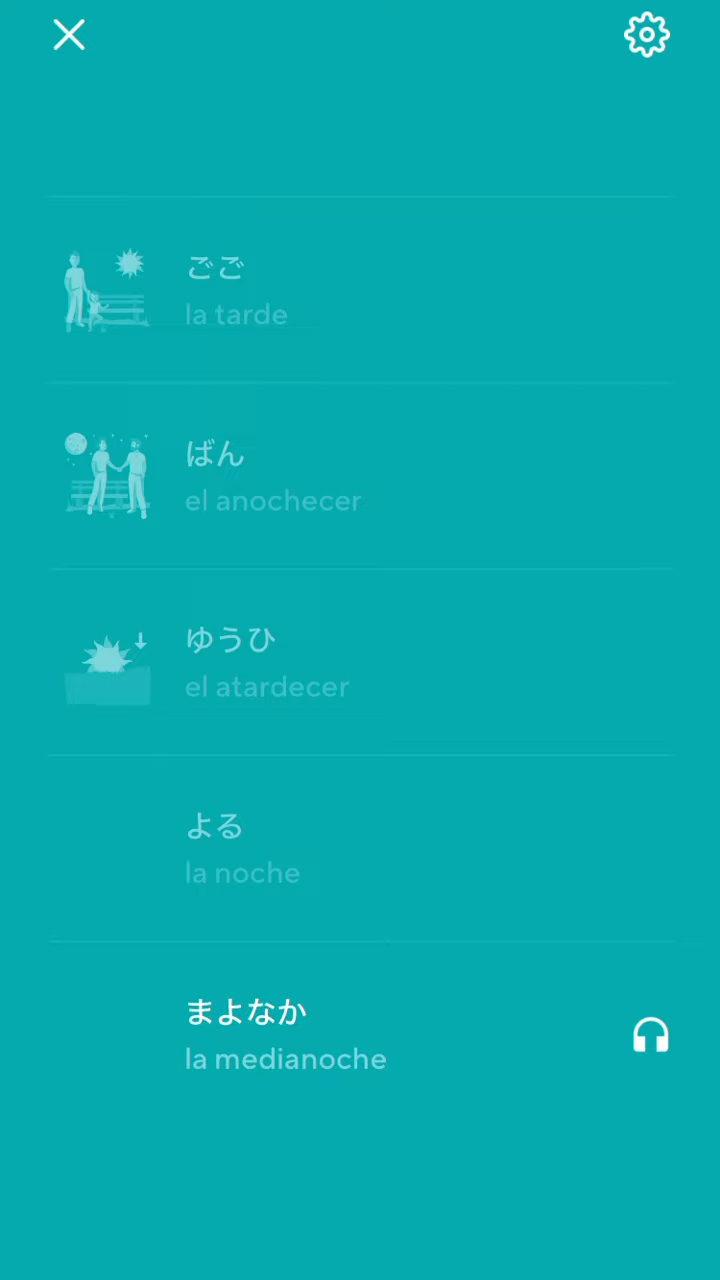 ごご
la tarde
ばん
el anochecer
ゆうひ
el atardecer
よる
la noche
まよなか
la medianoche